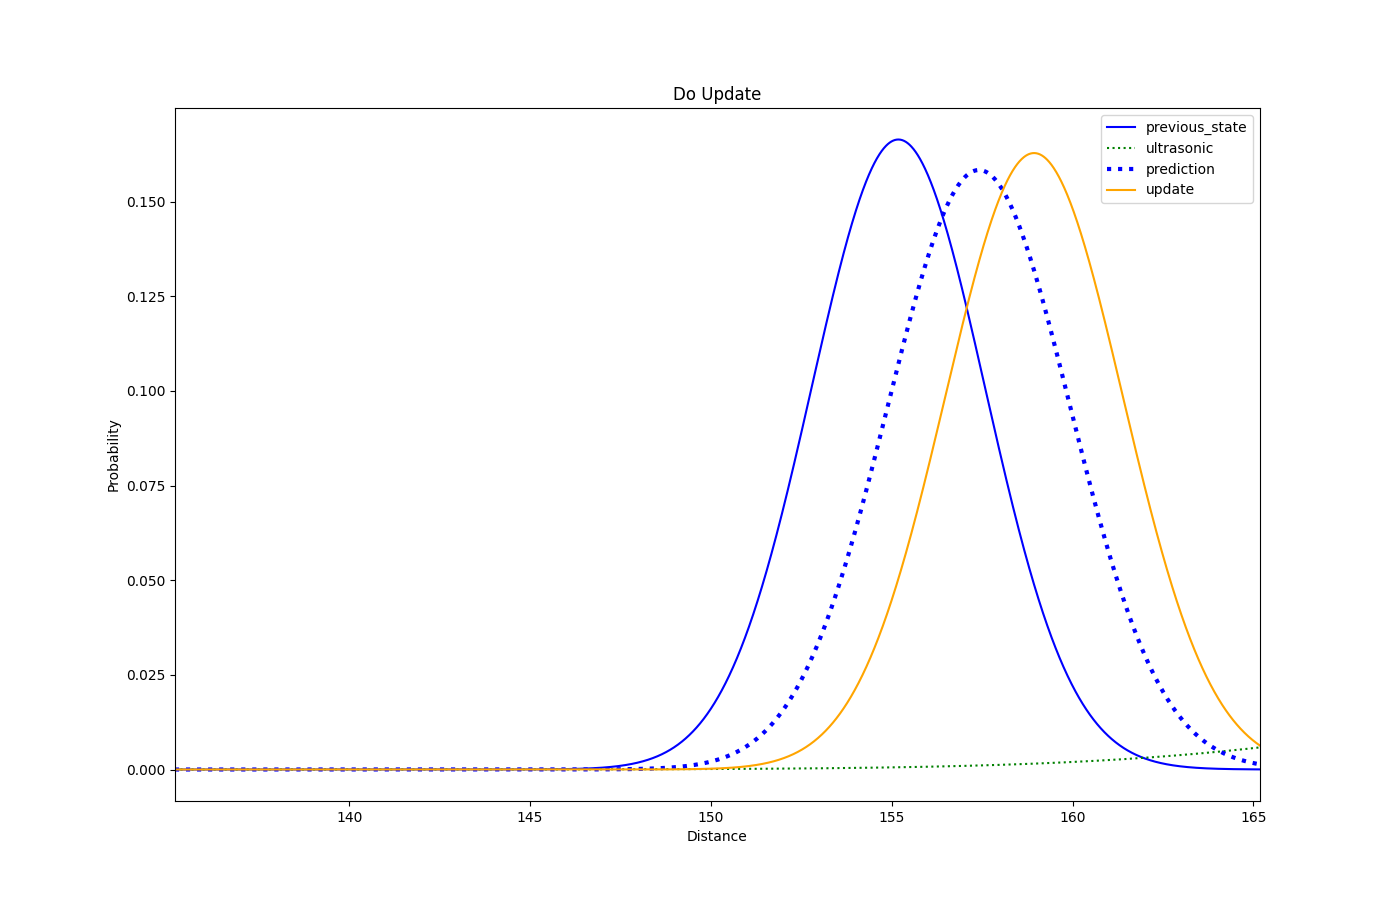 Do Update
previous_state
ultrasonic
prediction
update
0.150
0.125
0.100
0.075
0.050
0.025
0.000
Probability
140 145 150 155 160 165
Distance